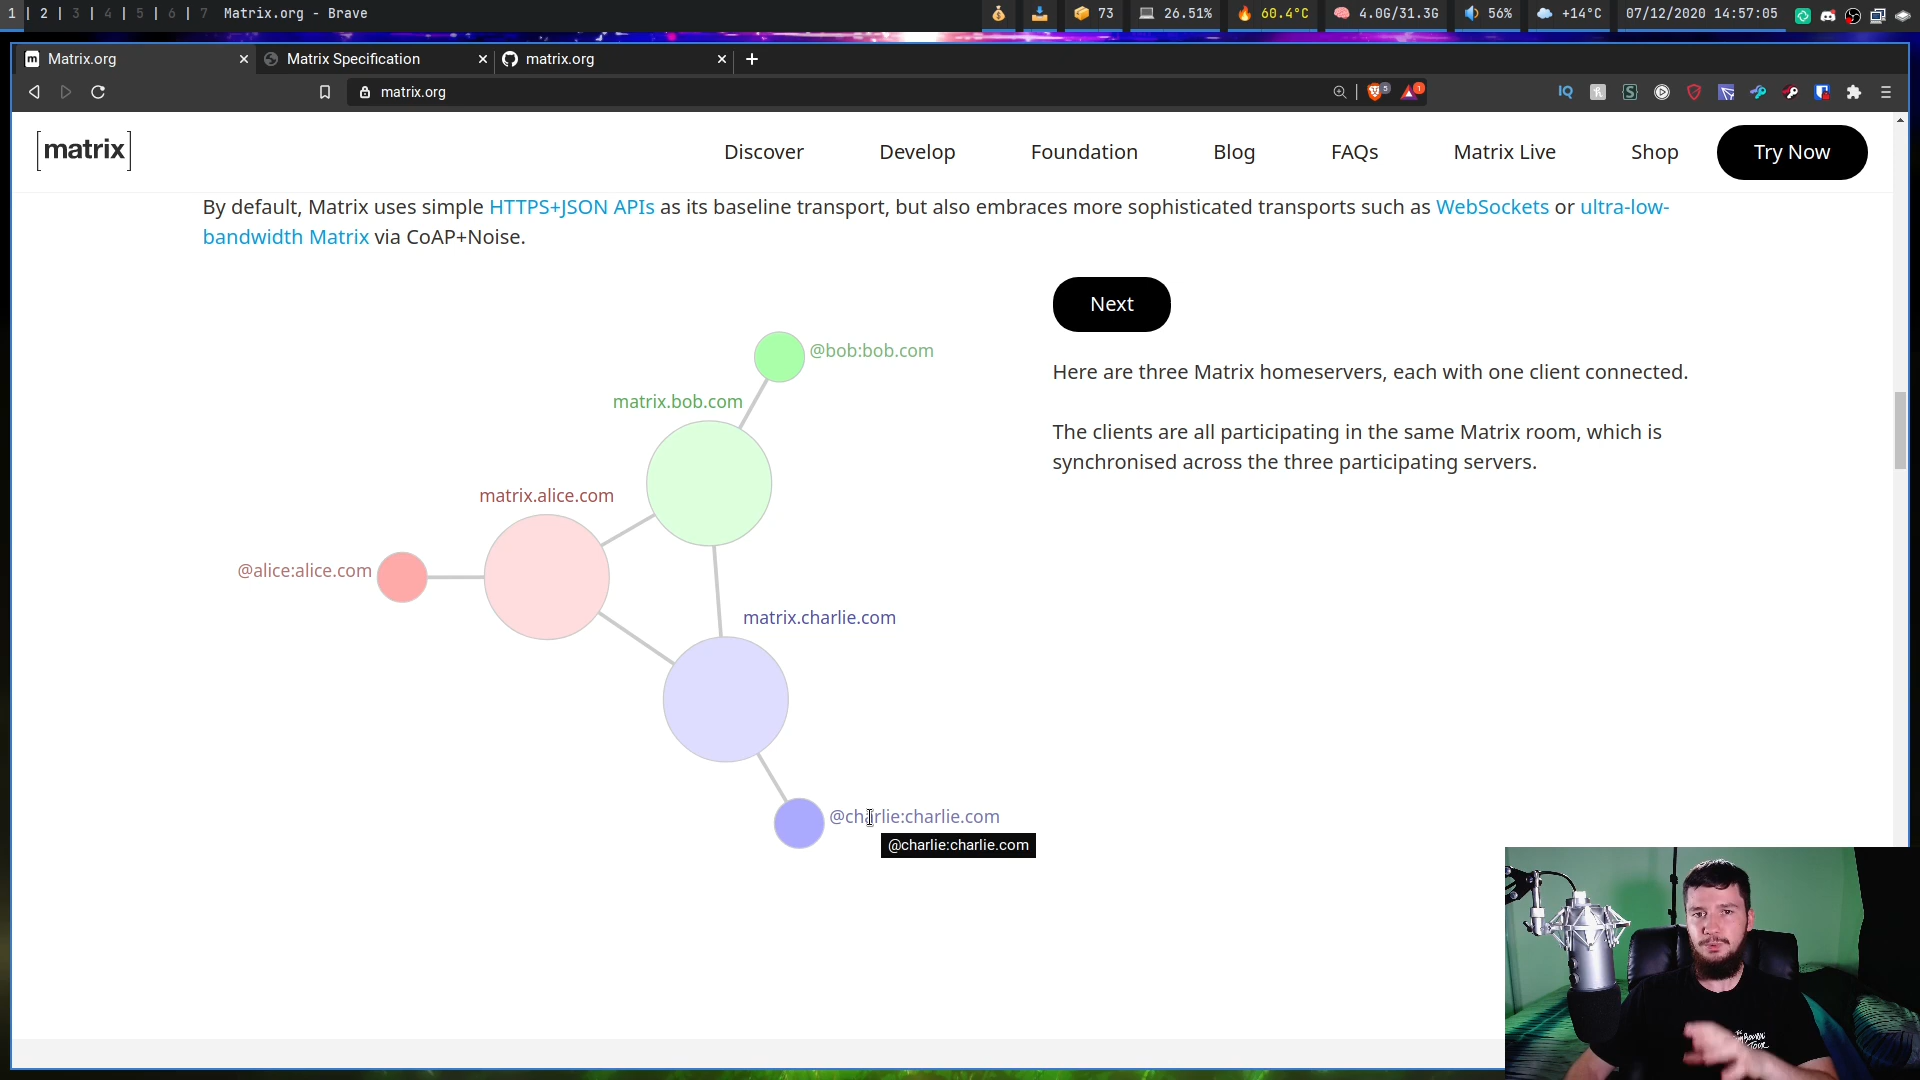 1 | 2 | 3 | 4 | 5 | 6 | 7 Matrix.org - Brave 73 26.51% 60.4°C 4.0G/31.3G 56% +14°C 07/12/2020 14:57:05
Matrix.org Matrix Specification matrix.org
matrix.org 5 1 IQ
[matrix] Discover Develop Foundation Blog FAQs Matrix Live Shop Try Now
By default, Matrix uses simple HTTPS+JSON APIs as its baseline transport, but also embraces more sophisticated transports such as WebSockets or ultra-low-
bandwidth Matrix via CoAP+Noise.
Next
@bob:bob.com
Here are three Matrix homeservers, each with one client connected.
matrix.bob.com
The clients are all participating in the same Matrix room, which is
synchronised across the three participating servers.
matrix.alice.com
@alice:alice.com
matrix.charlie.com
@charlie:charlie.com
@charlie:charlie.com